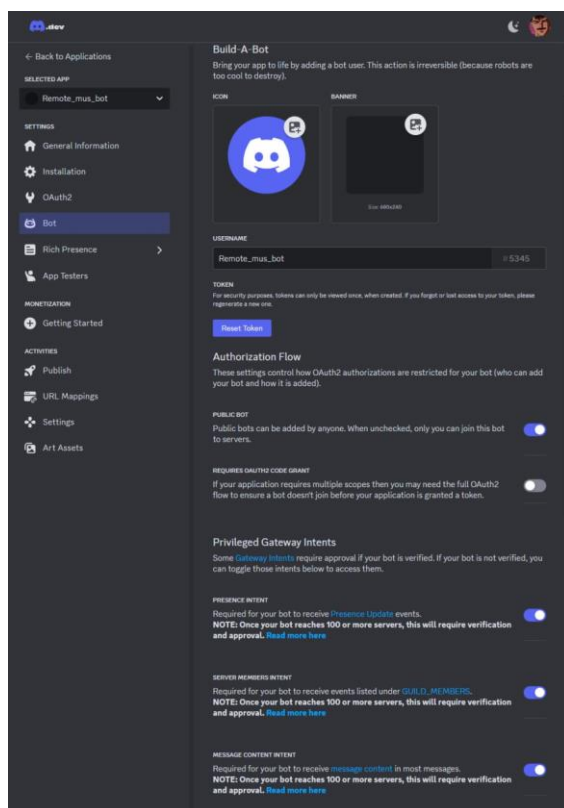 .dev
← Back to Applications
SELECTED APP
Remote_mus_bot
SETTINGS
General Information
Installation
OAuth2
Bot
Rich Presence
App Testers
MONETIZATION
Getting Started
ACTIVITIES
Publish
URL Mappings
Settings
Art Assets
Build-A-Bot
Bring your app to life by adding a bot user. This action is irreversible (because robots are
too cool to destroy).
ICON
BANNER
Size: 680x240
USERNAME
Remote_mus_bot
#5345
TOKEN
For security purposes, tokens can only be viewed once, when created. If you forgot or lost access to your token, please
regenerate a new one.
Reset Token
Authorization Flow
These settings control how OAuth2 authorizations are restricted for your bot (who can add
your bot and how it is added).
PUBLIC BOT
Public bots can be added by anyone. When unchecked, only you can join this bot
to servers.
REQUIRES OAUTH2 CODE GRANT
If your application requires multiple scopes then you may need the full OAuth2
flow to ensure a bot doesn't join before your application is granted a token.
Privileged Gateway Intents
Some Gateway Intents require approval if your bot is verified. If your bot is not verified, you
can toggle those intents below to access them.
PRESENCE INTENT
Required for your bot to receive Presence Update events.
NOTE: Once your bot reaches 100 or more servers, this will require verification
and approval. Read more here
SERVER MEMBERS INTENT
Required for your bot to receive events listed under GUILD_MEMBERS.
NOTE: Once your bot reaches 100 or more servers, this will require verification
and approval. Read more here
MESSAGE CONTENT INTENT
Required for your bot to receive message content in most messages.
NOTE: Once your bot reaches 100 or more servers, this will require verification
and approval. Read more here